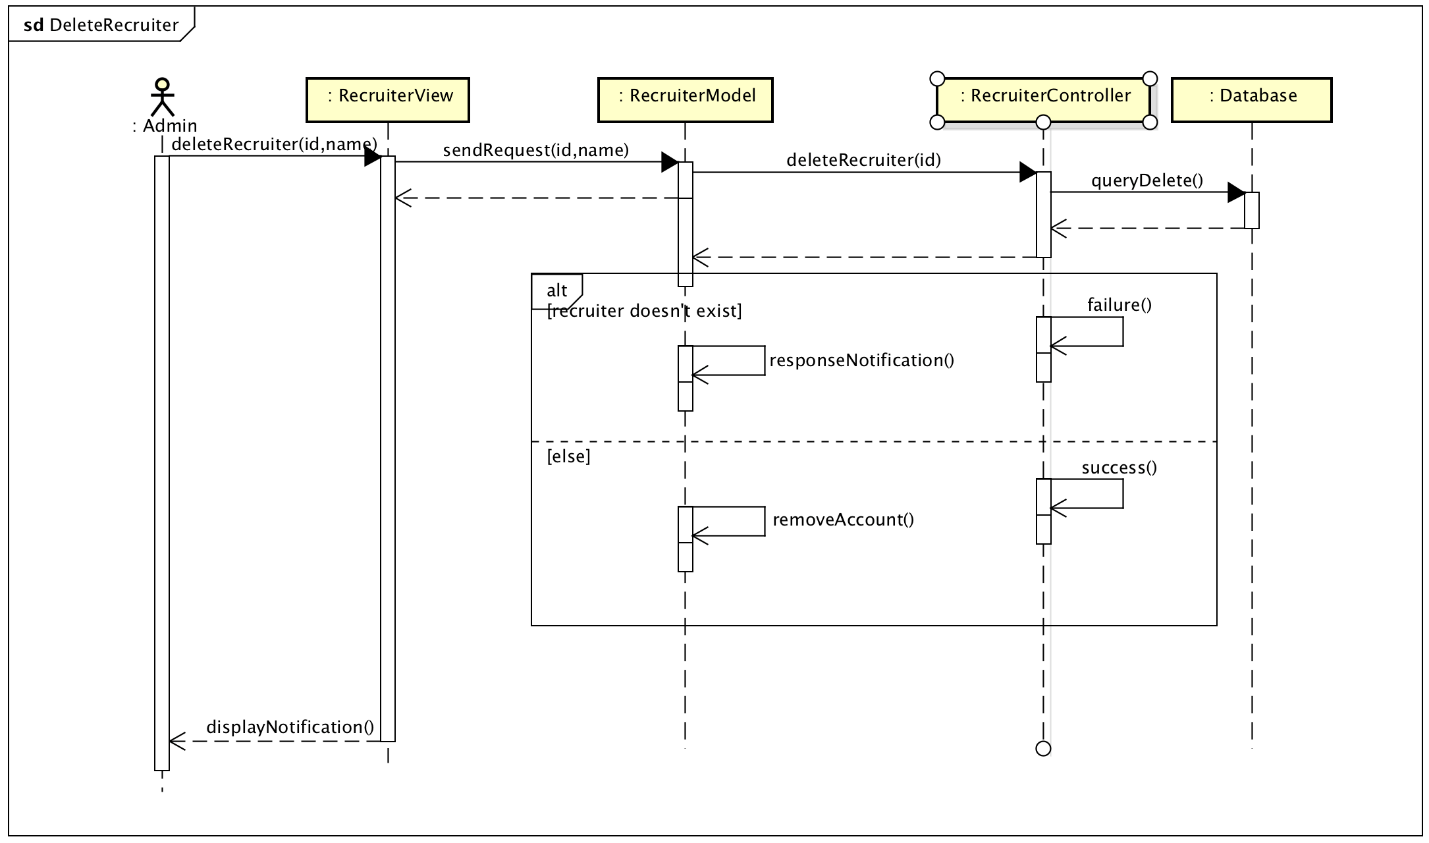 sd DeleteRecruiter
: Admin
: RecruiterView
: RecruiterModel
: RecruiterController
: Database
deleteRecruiter(id,name)
sendRequest(id,name)
deleteRecruiter(id)
queryDelete()
alt
[recruiter doesn't exist]
failure()
responseNotification()
[else]
success()
removeAccount()
displayNotification()